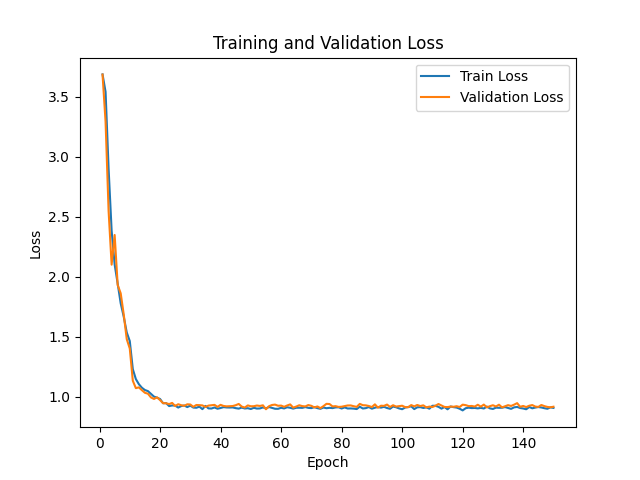 Training and Validation Loss
Train Loss
Validation Loss
3.5
3.0
2.5
2.0
1.5
1.0
Loss
0 20 40 60 80 100 120 140
Epoch